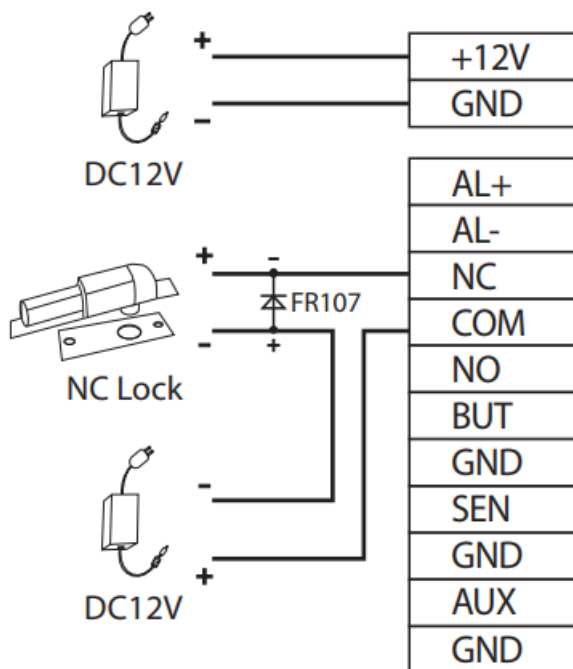 + +12V
- GND
DC12V
AL+
AL-
+ - NC
FR107
- + COM
NC Lock
NO
BUT
GND
- SEN
GND
+
DC12V
AUX
GND